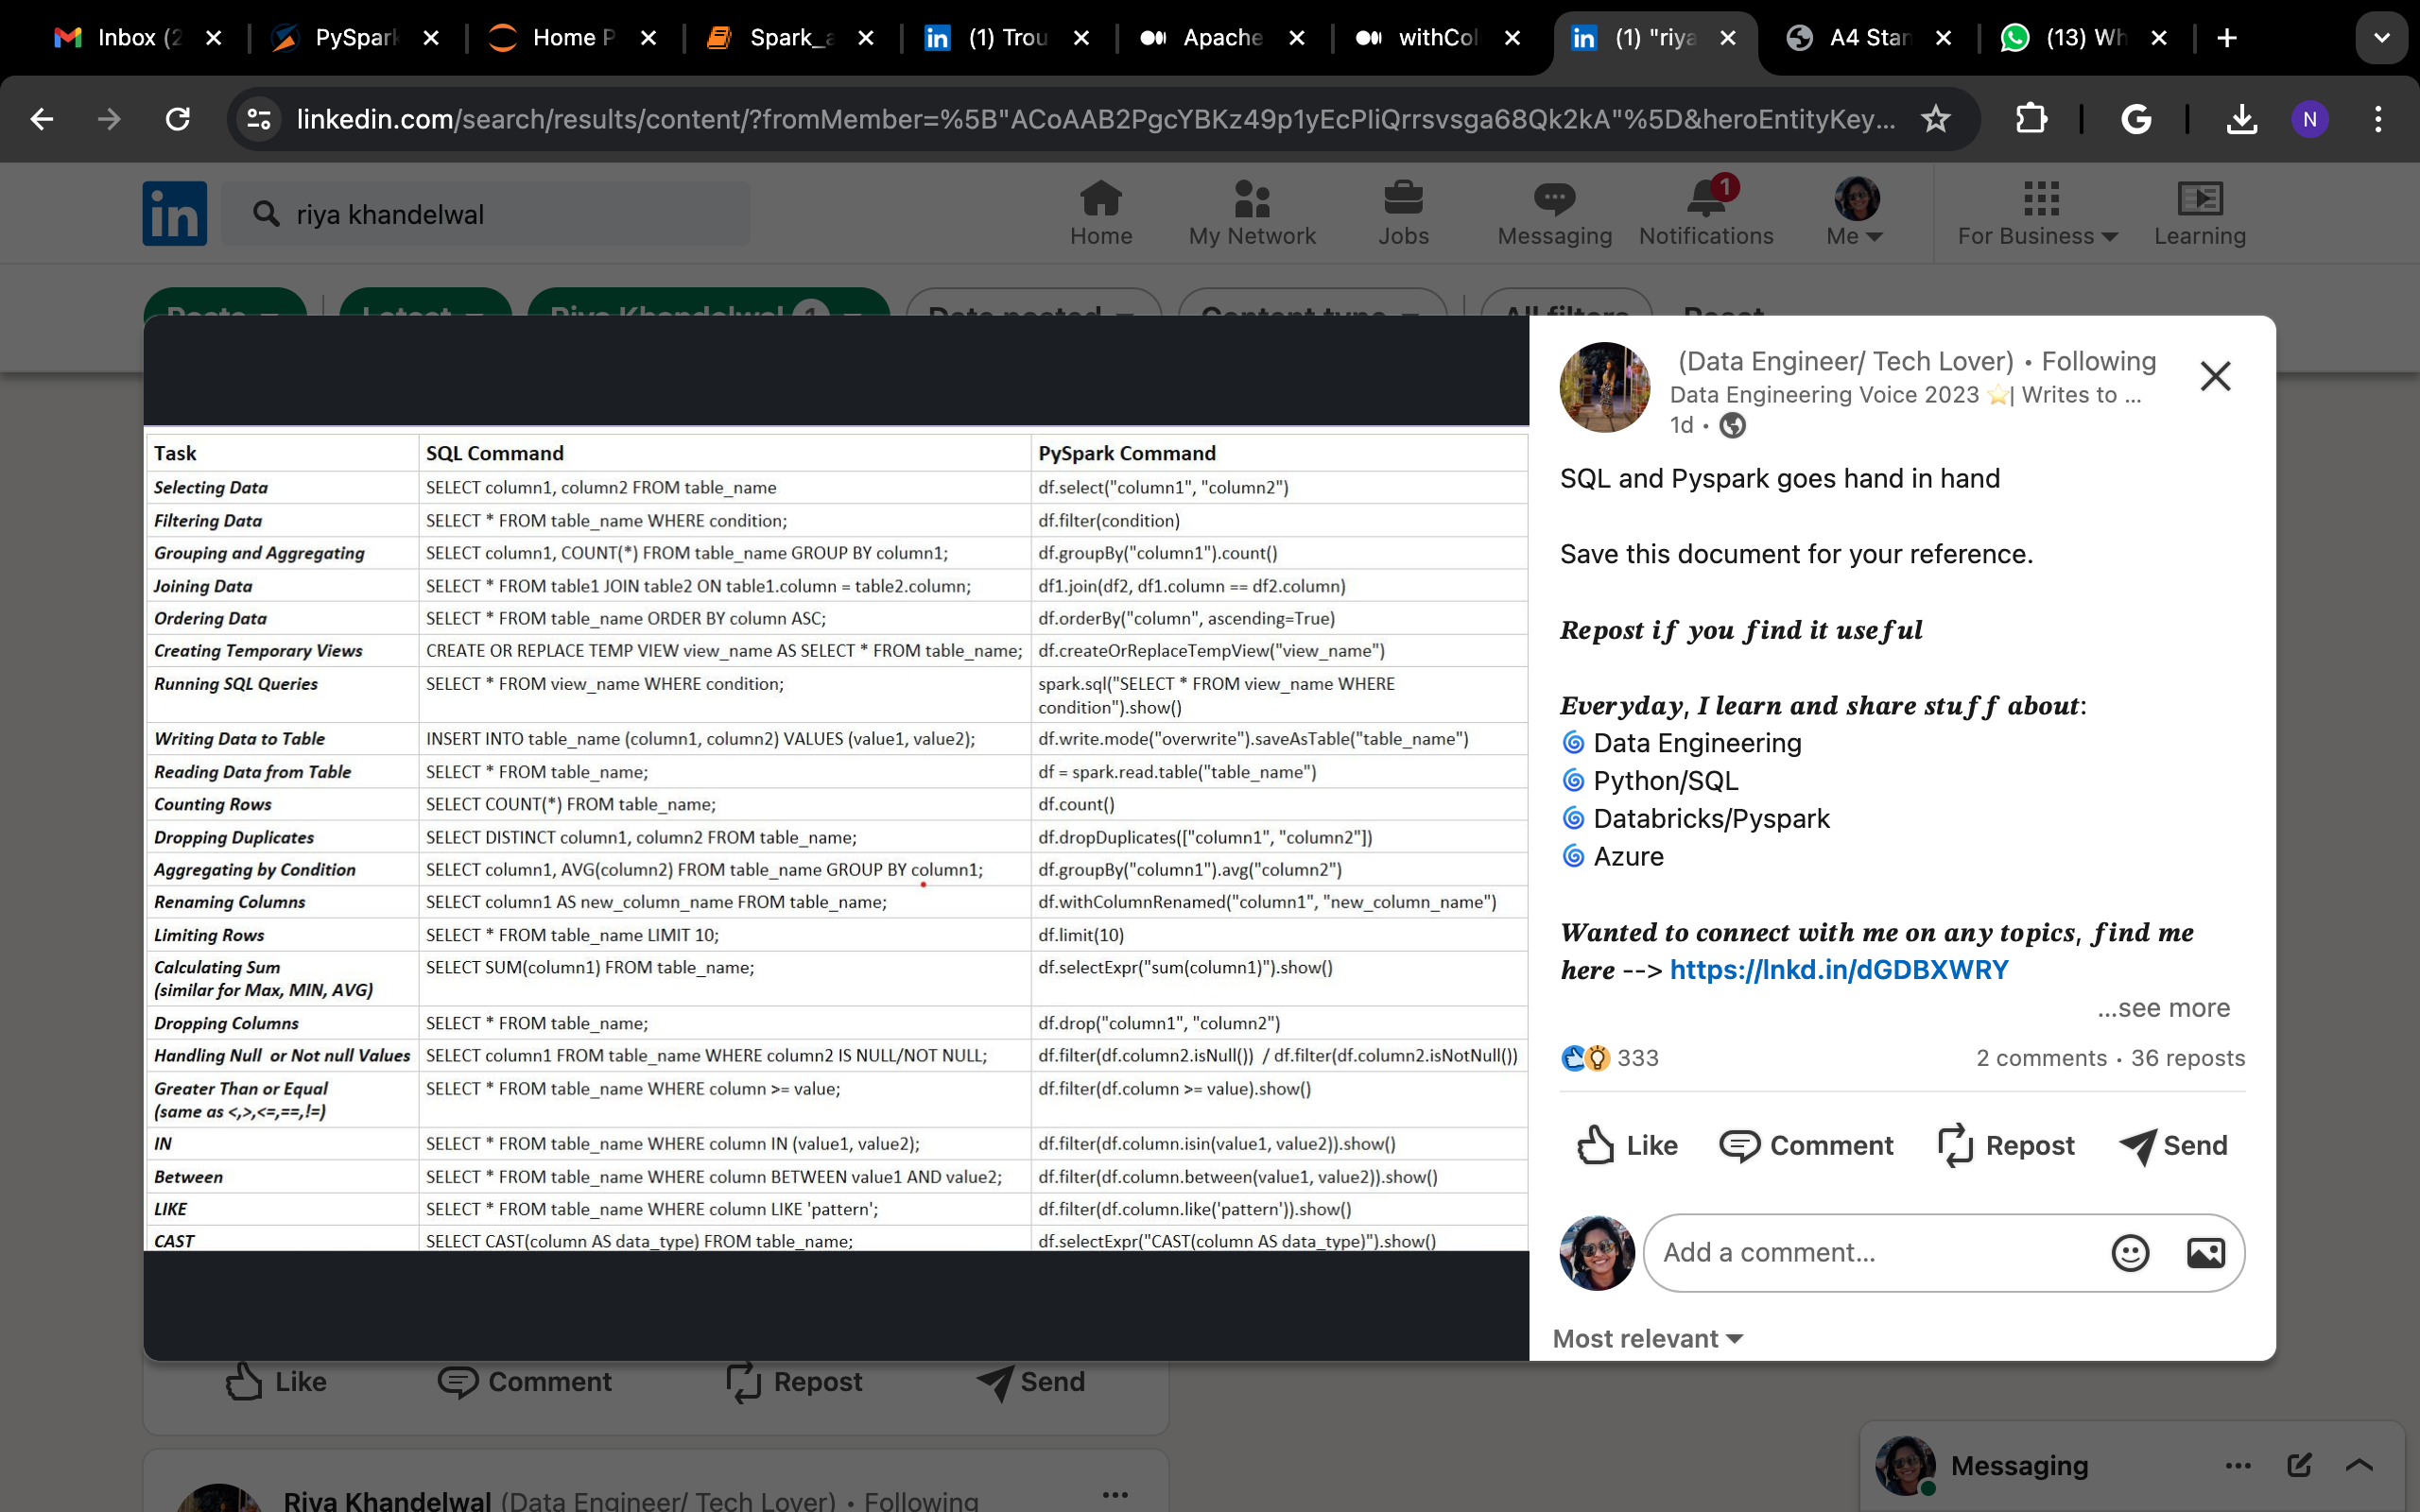 Inbox (2
PySpark
Home P
Spark_a
(1) Trou
Apache
withCol
(1) "riya
A4 Stan
(13) Wh
linkedin.com/search/results/content/?fromMember=%5B"ACoAAB2PgcYBKz49p1yEcPIiQrrsvsga68Qk2kA"%5D&heroEntityKey...
G
N
in
riya khandelwal
Home
My Network
Jobs
Messaging
1
Notifications
Me
For Business
Learning
Posts
Latest
Riya Khandelwal 1
Date posted
Content type
All filters
Reset
Task SQL Command PySpark Command
Selecting Data SELECT column1, column2 FROM table_name df.select("column1", "column2")
Filtering Data SELECT * FROM table_name WHERE condition; df.filter(condition)
Grouping and Aggregating SELECT column1, COUNT(*) FROM table_name GROUP BY column1; df.groupBy("column1").count()
Joining Data SELECT * FROM table1 JOIN table2 ON table1.column = table2.column; df1.join(df2, df1.column == df2.column)
Ordering Data SELECT * FROM table_name ORDER BY column ASC; df.orderBy("column", ascending=True)
Creating Temporary Views CREATE OR REPLACE TEMP VIEW view_name AS SELECT * FROM table_name; df.createOrReplaceTempView("view_name")
Running SQL Queries SELECT * FROM view_name WHERE condition; spark.sql("SELECT * FROM view_name WHERE
condition").show()
Writing Data to Table INSERT INTO table_name (column1, column2) VALUES (value1, value2); df.write.mode("overwrite").saveAsTable("table_name")
Reading Data from Table SELECT * FROM table_name; df = spark.read.table("table_name")
Counting Rows SELECT COUNT(*) FROM table_name; df.count()
Dropping Duplicates SELECT DISTINCT column1, column2 FROM table_name; df.dropDuplicates(["column1", "column2"])
Aggregating by Condition SELECT column1, AVG(column2) FROM table_name GROUP BY column1; df.groupBy("column1").avg("column2")
Renaming Columns SELECT column1 AS new_column_name FROM table_name; df.withColumnRenamed("column1", "new_column_name")
Limiting Rows SELECT * FROM table_name LIMIT 10; df.limit(10)
Calculating Sum SELECT SUM(column1) FROM table_name; df.selectExpr("sum(column1)").show()
(similar for Max, MIN, AVG)
Dropping Columns SELECT * FROM table_name; df.drop("column1", "column2")
Handling Null or Not null Values SELECT column1 FROM table_name WHERE column2 IS NULL/NOT NULL; df.filter(df.column2.isNull()) / df.filter(df.column2.isNotNull())
Greater Than or Equal SELECT * FROM table_name WHERE column >= value; df.filter(df.column >= value).show()
(same as <,>,<=,==,!=)
IN SELECT * FROM table_name WHERE column IN (value1, value2); df.filter(df.column.isin(value1, value2)).show()
Between SELECT * FROM table_name WHERE column BETWEEN value1 AND value2; df.filter(df.column.between(value1, value2)).show()
LIKE SELECT * FROM table_name WHERE column LIKE 'pattern'; df.filter(df.column.like('pattern')).show()
CAST SELECT CAST(column AS data_type) FROM table_name; df.selectExpr("CAST(column AS data_type)").show()
(Data Engineer/ Tech Lover) • Following
Data Engineering Voice 2023 ⭐| Writes to ...
1d •
SQL and Pyspark goes hand in hand
Save this document for your reference.
Repost if you find it useful
Everyday, I learn and share stuff about:
🌀 Data Engineering
🌀 Python/SQL
🌀 Databricks/Pyspark
🌀 Azure
Wanted to connect with me on any topics, find me
here --> https://lnkd.in/dGDBXWRY
...see more
333
2 comments • 36 reposts
Like
Comment
Repost
Send
Add a comment...
Most relevant
Like
Comment
Repost
Send
Riya Khandelwal (Data Engineer/ Tech Lover) • Following
Messaging